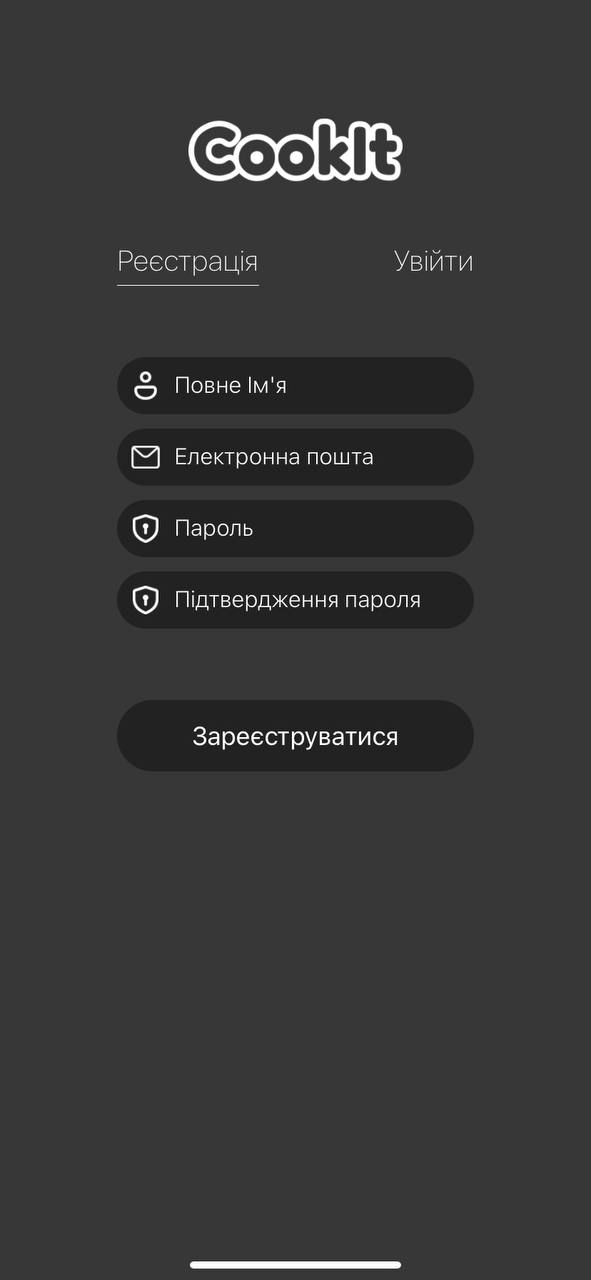 CookIt
Реєстрація
Увійти
Повне Ім'я
Електронна пошта
Пароль
Підтвердження пароля
Зареєструватися